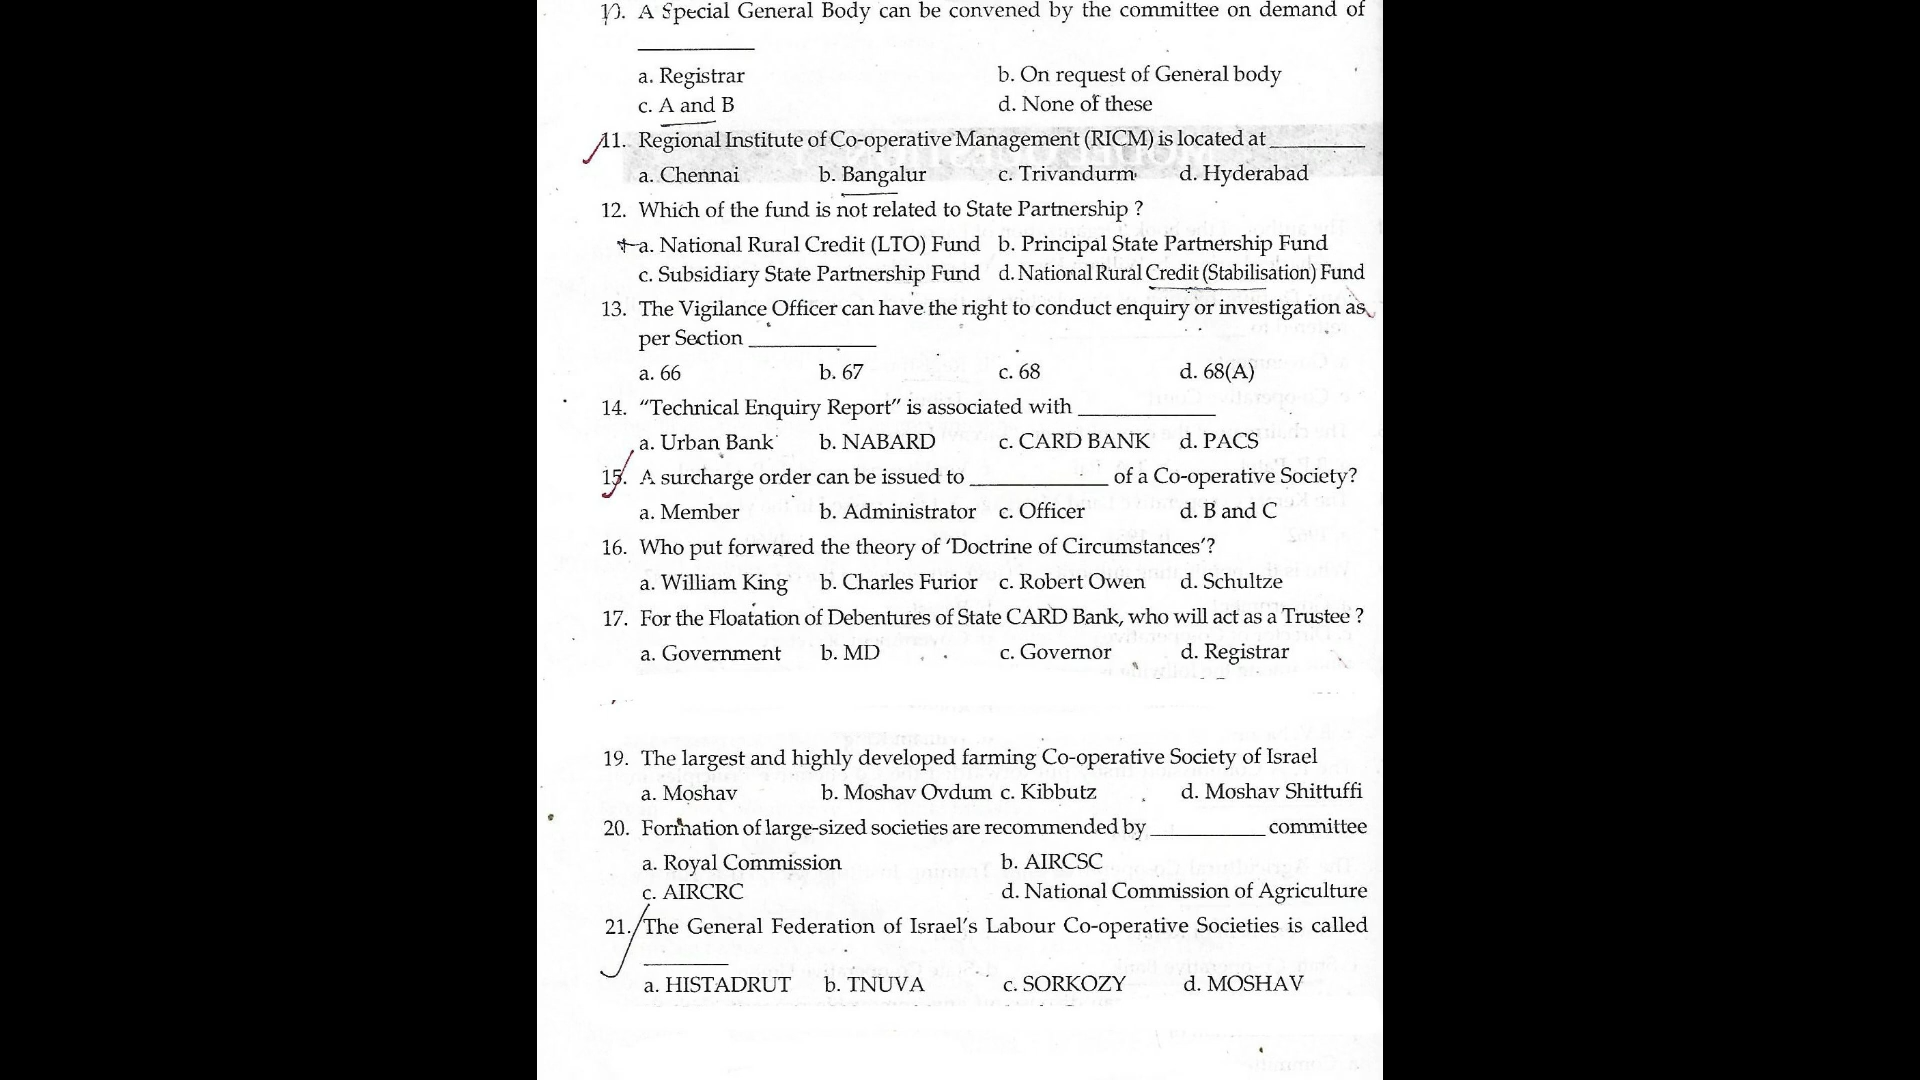 10. A Special General Body can be convened by the committee on demand of
____________
a. Registrar b. On request of General body
c. A and B d. None of these
11. Regional Institute of Co-operative Management (RICM) is located at __________
a. Chennai b. Bangalur c. Trivandurm d. Hyderabad
12. Which of the fund is not related to State Partnership ?
a. National Rural Credit (LTO) Fund b. Principal State Partnership Fund
c. Subsidiary State Partnership Fund d. National Rural Credit (Stabilisation) Fund
13. The Vigilance Officer can have the right to conduct enquiry or investigation as
per Section _____________
a. 66 b. 67 c. 68 d. 68(A)
14. “Technical Enquiry Report” is associated with ______________
a. Urban Bank b. NABARD c. CARD BANK d. PACS
15. A surcharge order can be issued to ______________ of a Co-operative Society?
a. Member b. Administrator c. Officer d. B and C
16. Who put forwared the theory of ‘Doctrine of Circumstances’?
a. William King b. Charles Furior c. Robert Owen d. Schultze
17. For the Floatation of Debentures of State CARD Bank, who will act as a Trustee ?
a. Government b. MD c. Governor d. Registrar
19. The largest and highly developed farming Co-operative Society of Israel
a. Moshav b. Moshav Ovdum c. Kibbutz d. Moshav Shittuffi
20. Formation of large-sized societies are recommended by ____________ committee
a. Royal Commission b. AIRCSC
c. AIRCRC d. National Commission of Agriculture
21. The General Federation of Israel’s Labour Co-operative Societies is called
_________
a. HISTADRUT b. TNUVA c. SORKOZY d. MOSHAV